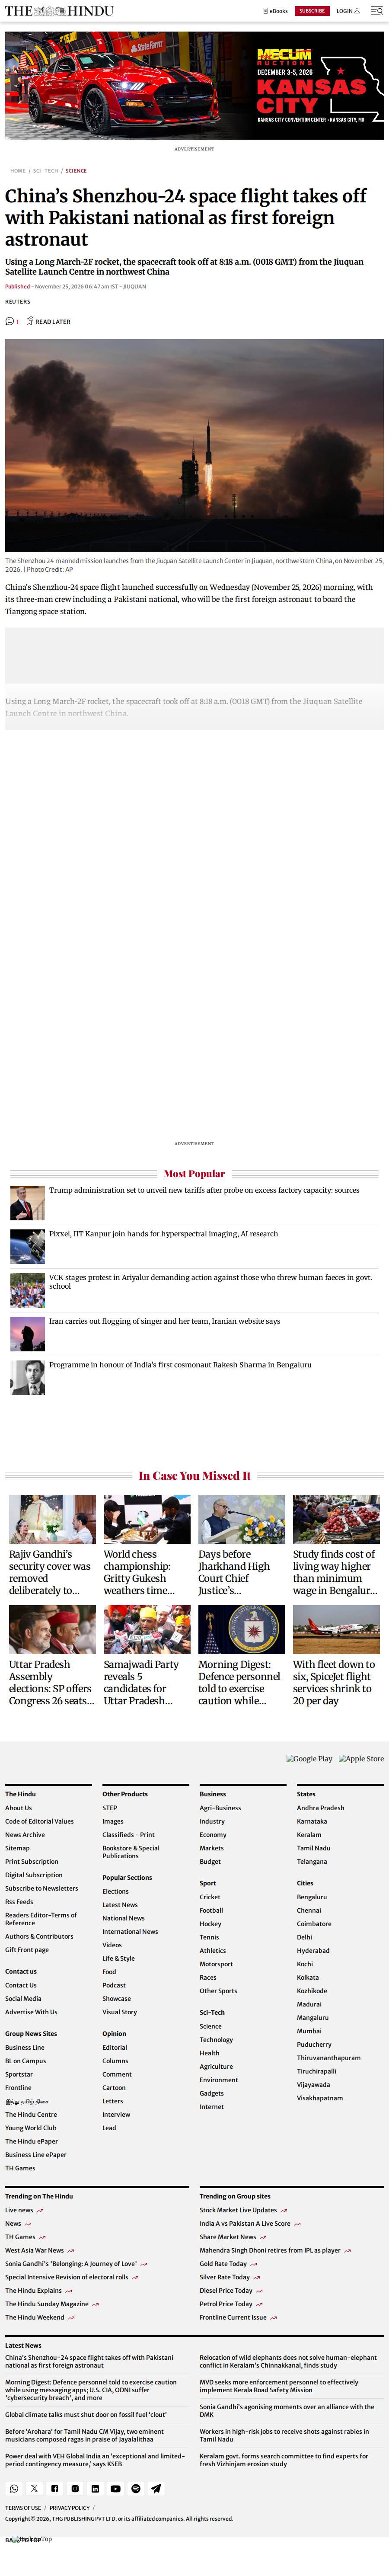 THE HINDU
eBooks
SUBSCRIBE
LOGIN
State Farm
MECUM
AUCTIONS
DECEMBER 3-5, 2026
KANSAS
CITY
KANSAS CITY CONVENTION CENTER • KANSAS CITY, MO
ADVERTISEMENT
HOME / SCI-TECH / SCIENCE
China’s Shenzhou-24 space flight takes off
with Pakistani national as first foreign
astronaut
Using a Long March-2F rocket, the spacecraft took off at 8:18 a.m. (0018 GMT) from the Jiuquan
Satellite Launch Centre in northwest China
Published - November 25, 2026 06:47 am IST - JIUQUAN
REUTERS
1
READ LATER
The Shenzhou 24 manned mission launches from the Jiuquan Satellite Launch Center in Jiuquan, northwestern China, on November 25,
2026. | Photo Credit: AP
China’s Shenzhou-24 space flight launched successfully on Wednesday (November 25, 2026) morning, with
its three-man crew including a Pakistani national, who will be the first foreign astronaut to board the
Tiangong space station.
Using a Long March-2F rocket, the spacecraft took off at 8:18 a.m. (0018 GMT) from the Jiuquan Satellite
Launch Centre in northwest China.
ADVERTISEMENT
Most Popular
Trump administration set to unveil new tariffs after probe on excess factory capacity: sources
Pixxel, IIT Kanpur join hands for hyperspectral imaging, AI research
VCK stages protest in Ariyalur demanding action against those who threw human faeces in govt.
school
Iran carries out flogging of singer and her team, Iranian website says
Programme in honour of India’s first cosmonaut Rakesh Sharma in Bengaluru
In Case You Missed It
Rajiv Gandhi’s
security cover was
removed
deliberately to...
World chess
championship:
Gritty Gukesh
weathers time...
Days before
Jharkhand High
Court Chief
Justice’s...
Study finds cost of
living way higher
than minimum
wage in Bengalur...
Uttar Pradesh
Assembly
elections: SP offers
Congress 26 seats...
Samajwadi Party
reveals 5
candidates for
Uttar Pradesh...
Morning Digest:
Defence personnel
told to exercise
caution while...
With fleet down to
six, SpiceJet flight
services shrink to
20 per day
Google Play
Apple Store
The Hindu
About Us
Code of Editorial Values
News Archive
Sitemap
Print Subscription
Digital Subscription
Subscribe to Newsletters
Rss Feeds
Readers Editor-Terms of
Reference
Authors & Contributors
Gift Front page
Contact us
Contact Us
Social Media
Advertise With Us
Group News Sites
Business Line
BL on Campus
Sportstar
Frontline
இந்து தமிழ் திசை
The Hindu Centre
Young World Club
The Hindu ePaper
Business Line ePaper
TH Games
Other Products
STEP
Images
Classifieds - Print
Bookstore & Special
Publications
Popular Sections
Elections
Latest News
National News
International News
Videos
Life & Style
Food
Podcast
Showcase
Visual Story
Opinion
Editorial
Columns
Comment
Cartoon
Letters
Interview
Lead
Business
Agri-Business
Industry
Economy
Markets
Budget
Sport
Cricket
Football
Hockey
Tennis
Athletics
Motorsport
Races
Other Sports
Sci-Tech
Science
Technology
Health
Agriculture
Environment
Gadgets
Internet
States
Andhra Pradesh
Karnataka
Keralam
Tamil Nadu
Telangana
Cities
Bengaluru
Chennai
Coimbatore
Delhi
Hyderabad
Kochi
Kolkata
Kozhikode
Madurai
Mangaluru
Mumbai
Puducherry
Thiruvananthapuram
Tiruchirapalli
Vijayawada
Visakhapatnam
Trending on The Hindu
Live news
News
TH Games
West Asia War News
Sonia Gandhi's 'Belonging: A Journey of Love'
Special Intensive Revision of electoral rolls
The Hindu Explains
The Hindu Sunday Magazine
The Hindu Weekend
Trending on Group sites
Stock Market Live Updates
India A vs Pakistan A Live Score
Share Market News
Mahendra Singh Dhoni retires from IPL as player
Gold Rate Today
Silver Rate Today
Diesel Price Today
Petrol Price Today
Frontline Current Issue
Latest News
China’s Shenzhou-24 space flight takes off with Pakistani
national as first foreign astronaut
Morning Digest: Defence personnel told to exercise caution
while using messaging apps; U.S. CIA, ODNI suffer
‘cybersecurity breach’, and more
Global climate talks must shut door on fossil fuel ‘clout’
Before ‘Arohara’ for Tamil Nadu CM Vijay, two eminent
musicians composed ragas in praise of Jayalalithaa
Power deal with VEH Global India an ‘exceptional and limited-
period contingency measure,’ says KSEB
Relocation of wild elephants does not solve human-elephant
conflict in Keralam’s Chinnakkanal, finds study
MVD seeks more enforcement personnel to effectively
implement Kerala Road Safety Mission
Sonia Gandhi’s agonising moments over an alliance with the
DMK
Workers in high-risk jobs to receive shots against rabies in
Tamil Nadu
Keralam govt. forms search committee to find experts for
fresh Vizhinjam erosion study
TERMS OF USE / PRIVACY POLICY /
Copyright© 2026, THG PUBLISHING PVT LTD. or its affiliated companies. All rights reserved.
BACK TO TOP